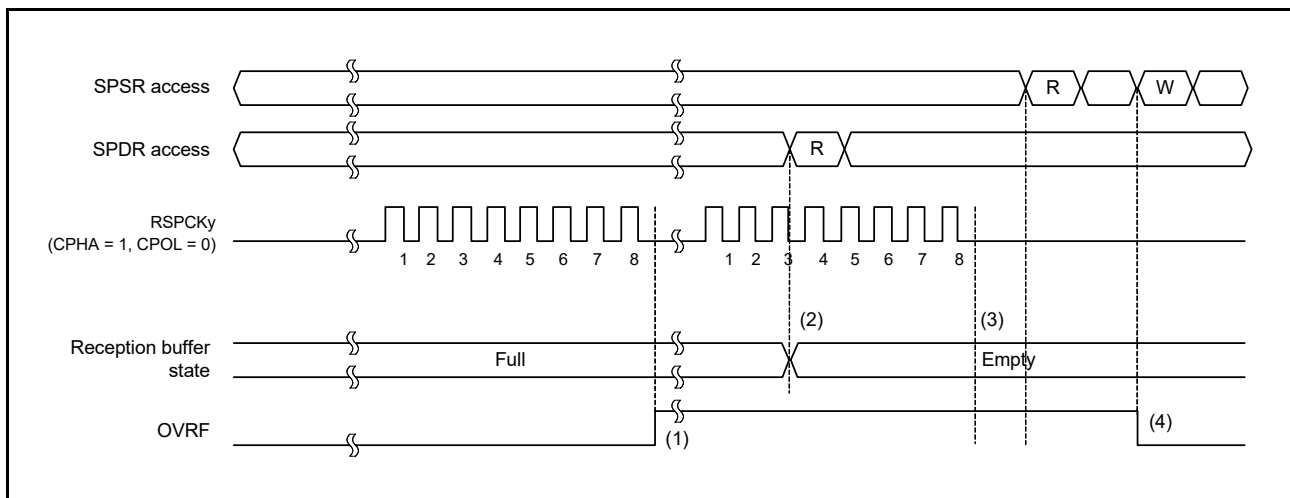 SPSR access
R
W
SPDR access
R
RSPCKy
(CPHA = 1, CPOL = 0)
1 2 3 4 5 6 7 8
1 2 3 4 5 6 7 8
(2)
(3)
Reception buffer
state
Full
Empty
OVRF
(1)
(4)